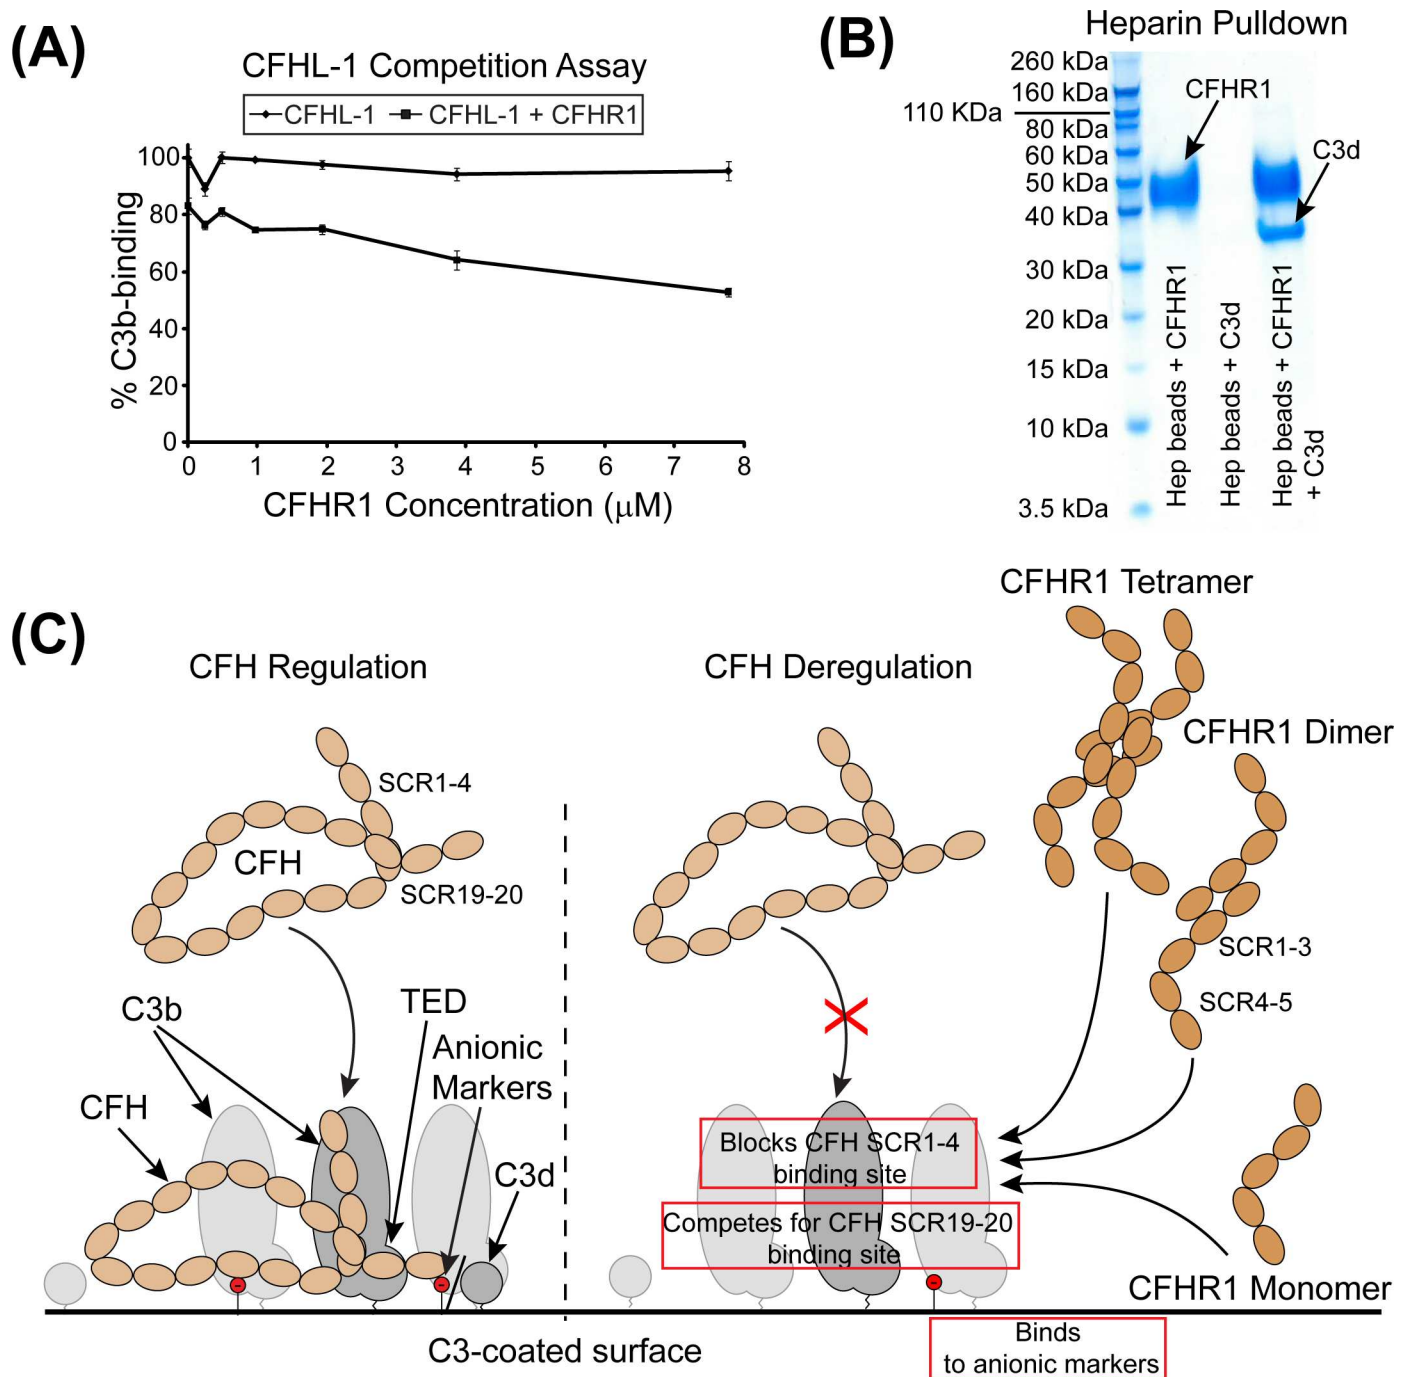 (A)
CFHL-1 Competition Assay
CFHL-1 CFHL-1 + CFHR1
% C3b-binding
100
80
60
40
20
0
0 1 2 3 4 5 6 7 8
CFHR1 Concentration (μM)
(B)
Heparin Pulldown
260 kDa
160 kDa
110 KDa
80 kDa
60 kDa
50 kDa
40 kDa
30 kDa
20 kDa
15 kDa
10 kDa
3.5 kDa
CFHR1
C3d
Hep beads + CFHR1
Hep beads + C3d
Hep beads + CFHR1
+ C3d
(C)
CFH Regulation
SCR1-4
CFH
SCR19-20
C3b
TED
Anionic
Markers
CFH
C3d
CFH Deregulation
CFHR1 Tetramer
CFHR1 Dimer
SCR1-3
SCR4-5
Blocks CFH SCR1-4
binding site
Competes for CFH SCR19-20
binding site
CFHR1 Monomer
-
-
-
C3-coated surface
Binds
to anionic markers